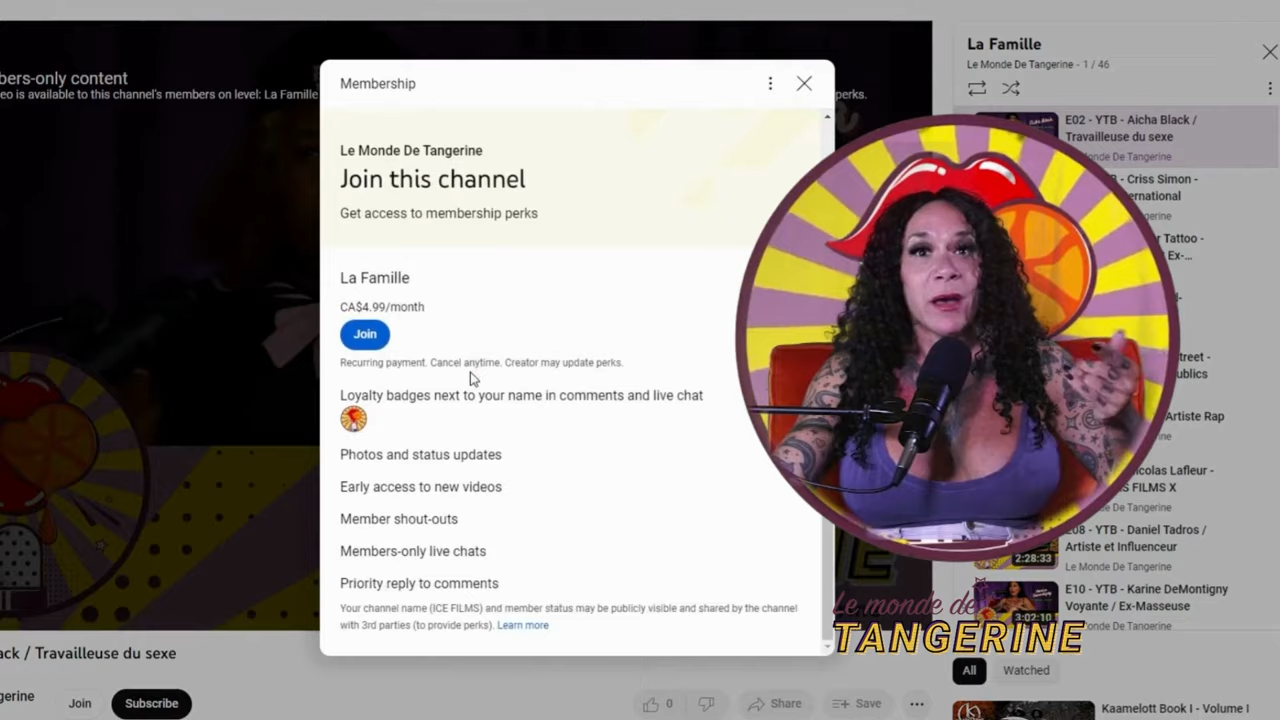 bers-only content
eo is available to this channel's members on level: La Famille
perks.
Membership
Le Monde De Tangerine
Join this channel
Get access to membership perks
La Famille
CA$4.99/month
Join
Recurring payment. Cancel anytime. Creator may update perks.
Loyalty badges next to your name in comments and live chat
Photos and status updates
Early access to new videos
Member shout-outs
Members-only live chats
Priority reply to comments
Your channel name (ICE FILMS) and member status may be publicly visible and shared by the channel
with 3rd parties (to provide perks). Learn more
La Famille
Le Monde De Tangerine - 1 / 46
E02 - YTB - Aicha Black /
Travailleuse du sexe
onde De Tangerine
B - Criss Simon -
ernational
gerine
r Tattoo -
Ex-...
erine
treet -
ublics
Artiste Rap
ine
icolas Lafleur -
S FILMS X
e De Tangerine
E08 - YTB - Daniel Tadros /
Artiste et Influenceur
Le Monde De Tangerine
2:28:33
E10 - YTB - Karine DeMontigny
Voyante / Ex-Masseuse
3:02:10
de De Tangerine
Le monde de
TANGERINE
ack / Travailleuse du sexe
gerine
Join
Subscribe
0
Share
Save
All
Watched
Kaamelott Book I - Volume I